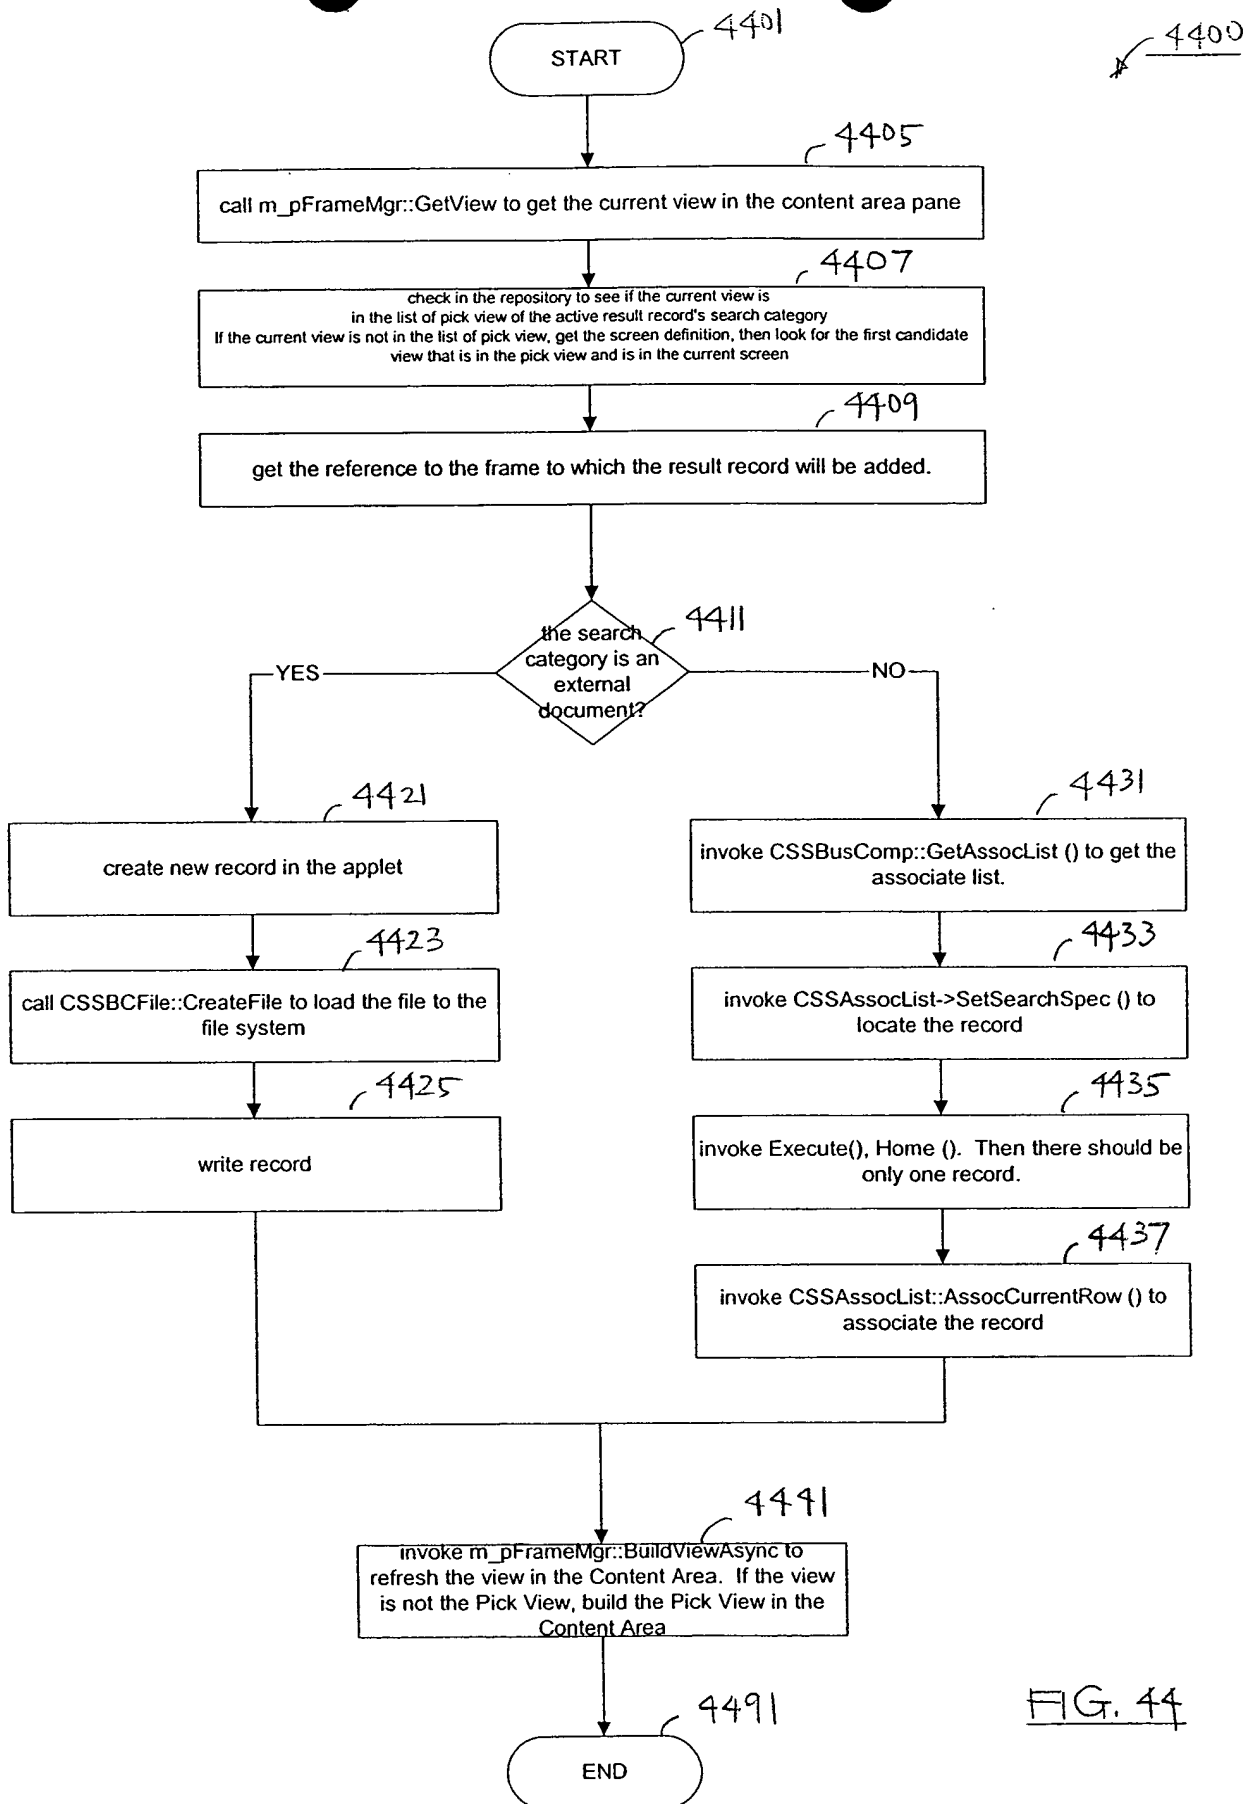 4401
4400
START
4405
call m_pFrameMgr::GetView to get the current view in the content area pane
4407
check in the repository to see if the current view is
in the list of pick view of the active result record's search category
If the current view is not in the list of pick view, get the screen definition, then look for the first candidate
view that is in the pick view and is in the current screen
4409
get the reference to the frame to which the result record will be added.
4411
the search
category is an
external
document?
YES
NO
4421
create new record in the applet
4423
call CSSBCFile::CreateFile to load the file to the
file system
4425
write record
4431
invoke CSSBusComp::GetAssocList () to get the
associate list.
4433
invoke CSSAssocList->SetSearchSpec () to
locate the record
4435
invoke Execute(), Home (). Then there should be
only one record.
4437
invoke CSSAssocList::AssocCurrentRow () to
associate the record
4441
invoke m_pFrameMgr::BuildViewAsync to
refresh the view in the Content Area. If the view
is not the Pick View, build the Pick View in the
Content Area
4491
END
FIG. 44